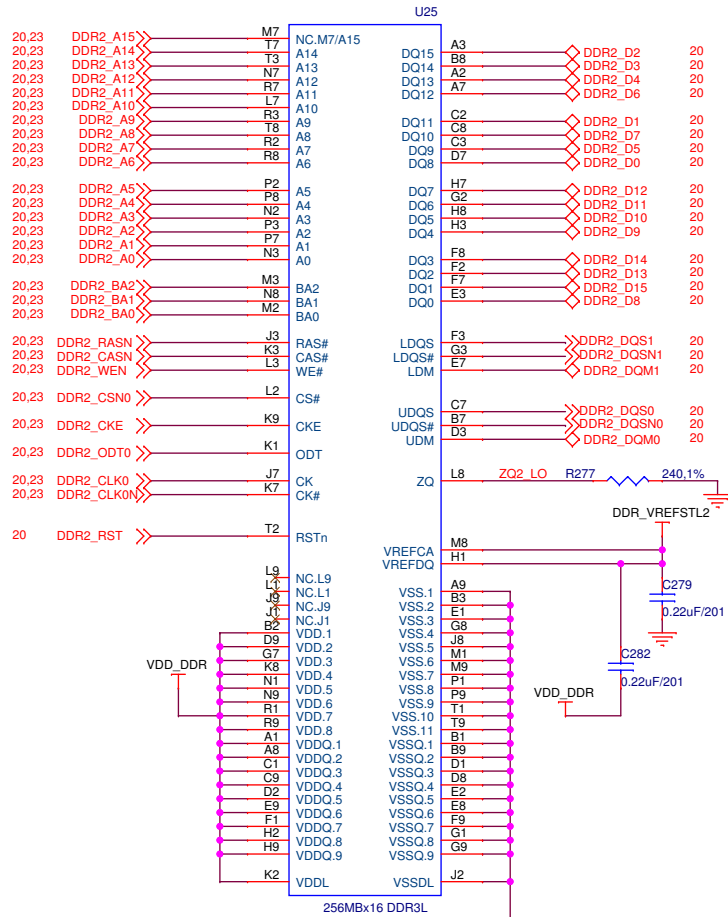 U25
20,23 DDR2_A15 M7 NC.M7/A15
20,23 DDR2_A14 T7 A14 A3 DQ15 DDR2_D2 20
20,23 DDR2_A13 T3 A13 B8 DQ14 DDR2_D3 20
20,23 DDR2_A12 N7 A12 A2 DQ13 DDR2_D4 20
20,23 DDR2_A11 R7 A11 A7 DQ12 DDR2_D6 20
20,23 DDR2_A10 L7 A10
20,23 DDR2_A9 R3 A9 C2 DQ11 DDR2_D1 20
20,23 DDR2_A8 T8 A8 C8 DQ10 DDR2_D7 20
20,23 DDR2_A7 R2 A7 C3 DQ9 DDR2_D5 20
20,23 DDR2_A6 R8 A6 D7 DQ8 DDR2_D0 20
20,23 DDR2_A5 P2 A5 H7 DQ7 DDR2_D12 20
20,23 DDR2_A4 P8 A4 G2 DQ6 DDR2_D11 20
20,23 DDR2_A3 N2 A3 H8 DQ5 DDR2_D10 20
20,23 DDR2_A2 P3 A2 H3 DQ4 DDR2_D9 20
20,23 DDR2_A1 P7 A1
20,23 DDR2_A0 N3 A0 F8 DQ3 DDR2_D14 20
F2 DQ2 DDR2_D13 20
20,23 DDR2_BA2 M3 BA2 F7 DQ1 DDR2_D15 20
20,23 DDR2_BA1 N8 BA1 E3 DQ0 DDR2_D8 20
20,23 DDR2_BA0 M2 BA0
20,23 DDR2_RASN J3 RAS# F3 LDQS DDR2_DQS1 20
20,23 DDR2_CASN K3 CAS# G3 LDQS# DDR2_DQSN1 20
20,23 DDR2_WEN L3 WE# E7 LDM DDR2_DQM1 20
20,23 DDR2_CSN0 L2 CS#
C7 UDQS DDR2_DQS0 20
20,23 DDR2_CKE K9 CKE B7 UDQS# DDR2_DQSN0 20
D3 UDM DDR2_DQM0 20
20,23 DDR2_ODT0 K1 ODT
20,23 DDR2_CLK0 J7 CK L8 ZQ ZQ2_LO R277 240,1%
20,23 DDR2_CLK0N K7 CK#
DDR_VREFSTL2
20 DDR2_RST T2 RSTn
M8 VREFCA
H1 VREFDQ
L9 NC.L9
L1 NC.L1 A9 VSS.1 C279
J9 NC.J9 B3 VSS.2
J1 NC.J1 E1 VSS.3 0.22uF/201
B2 VDD.1 G8 VSS.4
D9 VDD.2 J8 VSS.5
G7 VDD.3 M1 VSS.6 C282
VDD_DDR K8 VDD.4 M9 VSS.7
N1 VDD.5 P1 VSS.8 0.22uF/201
N9 VDD.6 P9 VSS.9 VDD_DDR
R1 VDD.7 T1 VSS.10
R9 VDD.8 T9 VSS.11
A1 VDDQ.1 B1 VSSQ.1
A8 VDDQ.2 B9 VSSQ.2
C1 VDDQ.3 D1 VSSQ.3
C9 VDDQ.4 D8 VSSQ.4
D2 VDDQ.5 E2 VSSQ.5
E9 VDDQ.6 E8 VSSQ.6
F1 VDDQ.7 F9 VSSQ.7
H2 VDDQ.8 G1 VSSQ.8
H9 VDDQ.9 G9 VSSQ.9
K2 VDDL J2 VSSDL
256MBx16 DDR3L